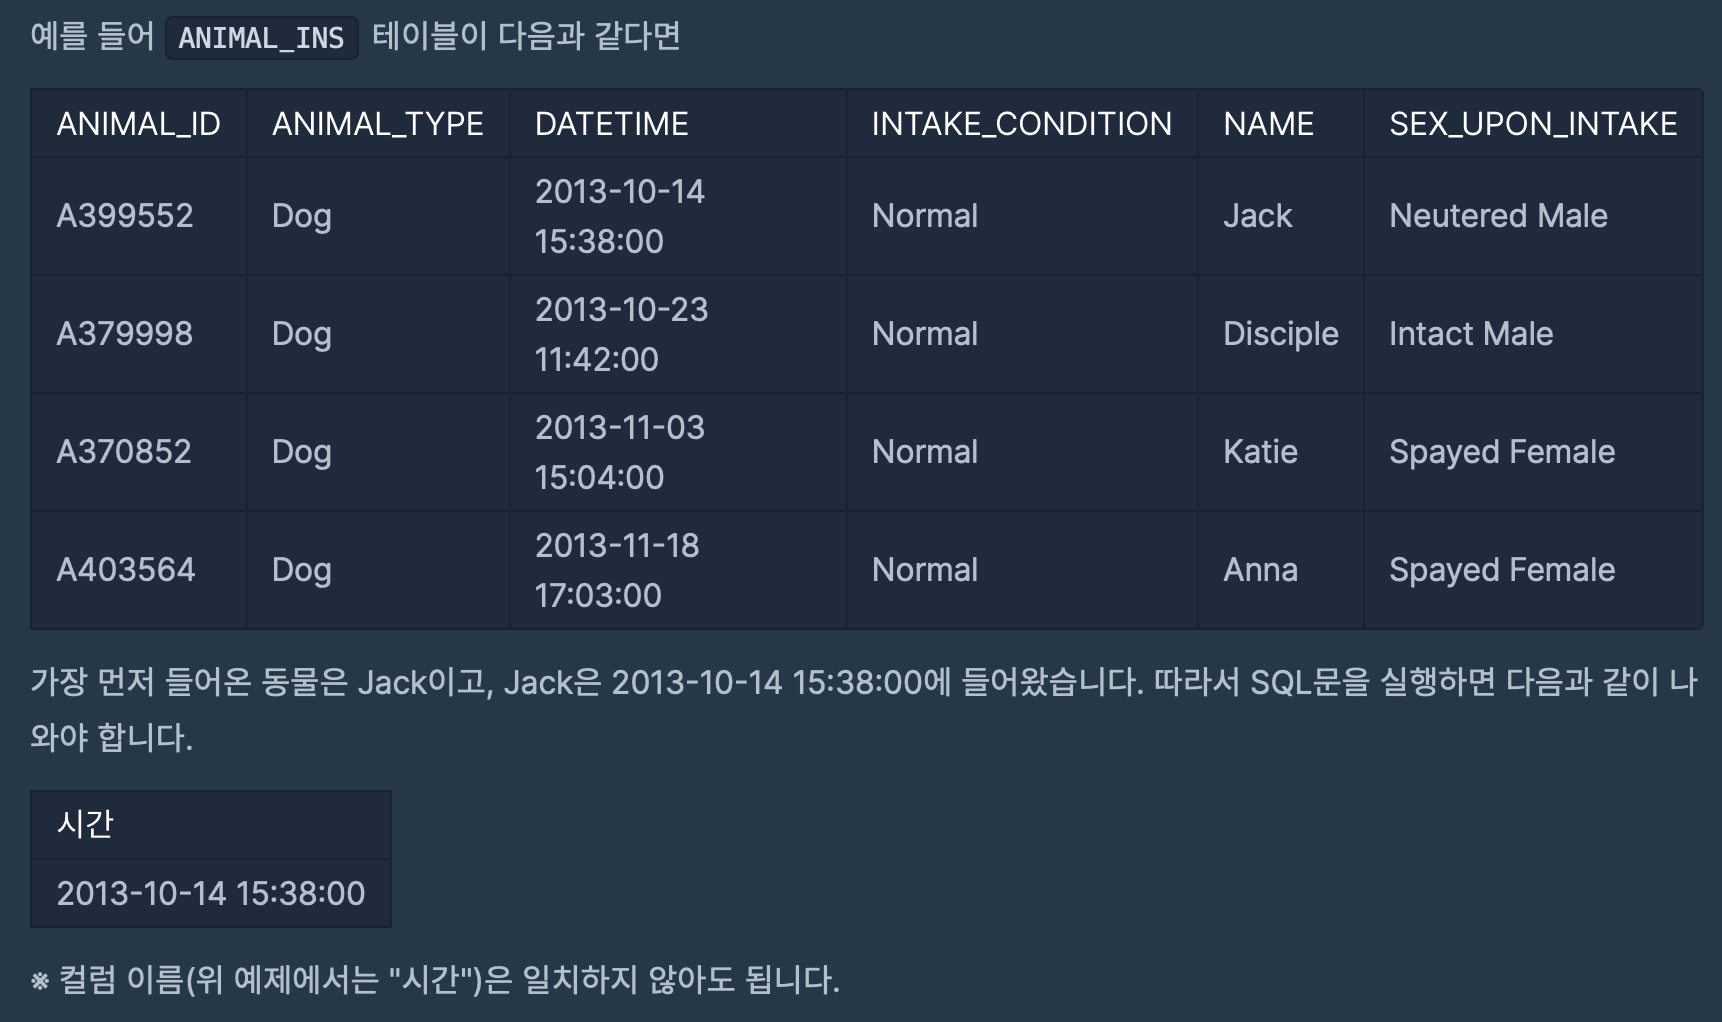 예를 들어 ANIMAL_INS 테이블이 다음과 같다면
ANIMAL_ID ANIMAL_TYPE DATETIME INTAKE_CONDITION NAME SEX_UPON_INTAKE
A399552 Dog 2013-10-14 15:38:00 Normal Jack Neutered Male
A379998 Dog 2013-10-23 11:42:00 Normal Disciple Intact Male
A370852 Dog 2013-11-03 15:04:00 Normal Katie Spayed Female
A403564 Dog 2013-11-18 17:03:00 Normal Anna Spayed Female
가장 먼저 들어온 동물은 Jack이고, Jack은 2013-10-14 15:38:00에 들어왔습니다. 따라서 SQL문을 실행하면 다음과 같이 나
와야 합니다.
시간
2013-10-14 15:38:00
※ 컬럼 이름(위 예제에서는 "시간")은 일치하지 않아도 됩니다.